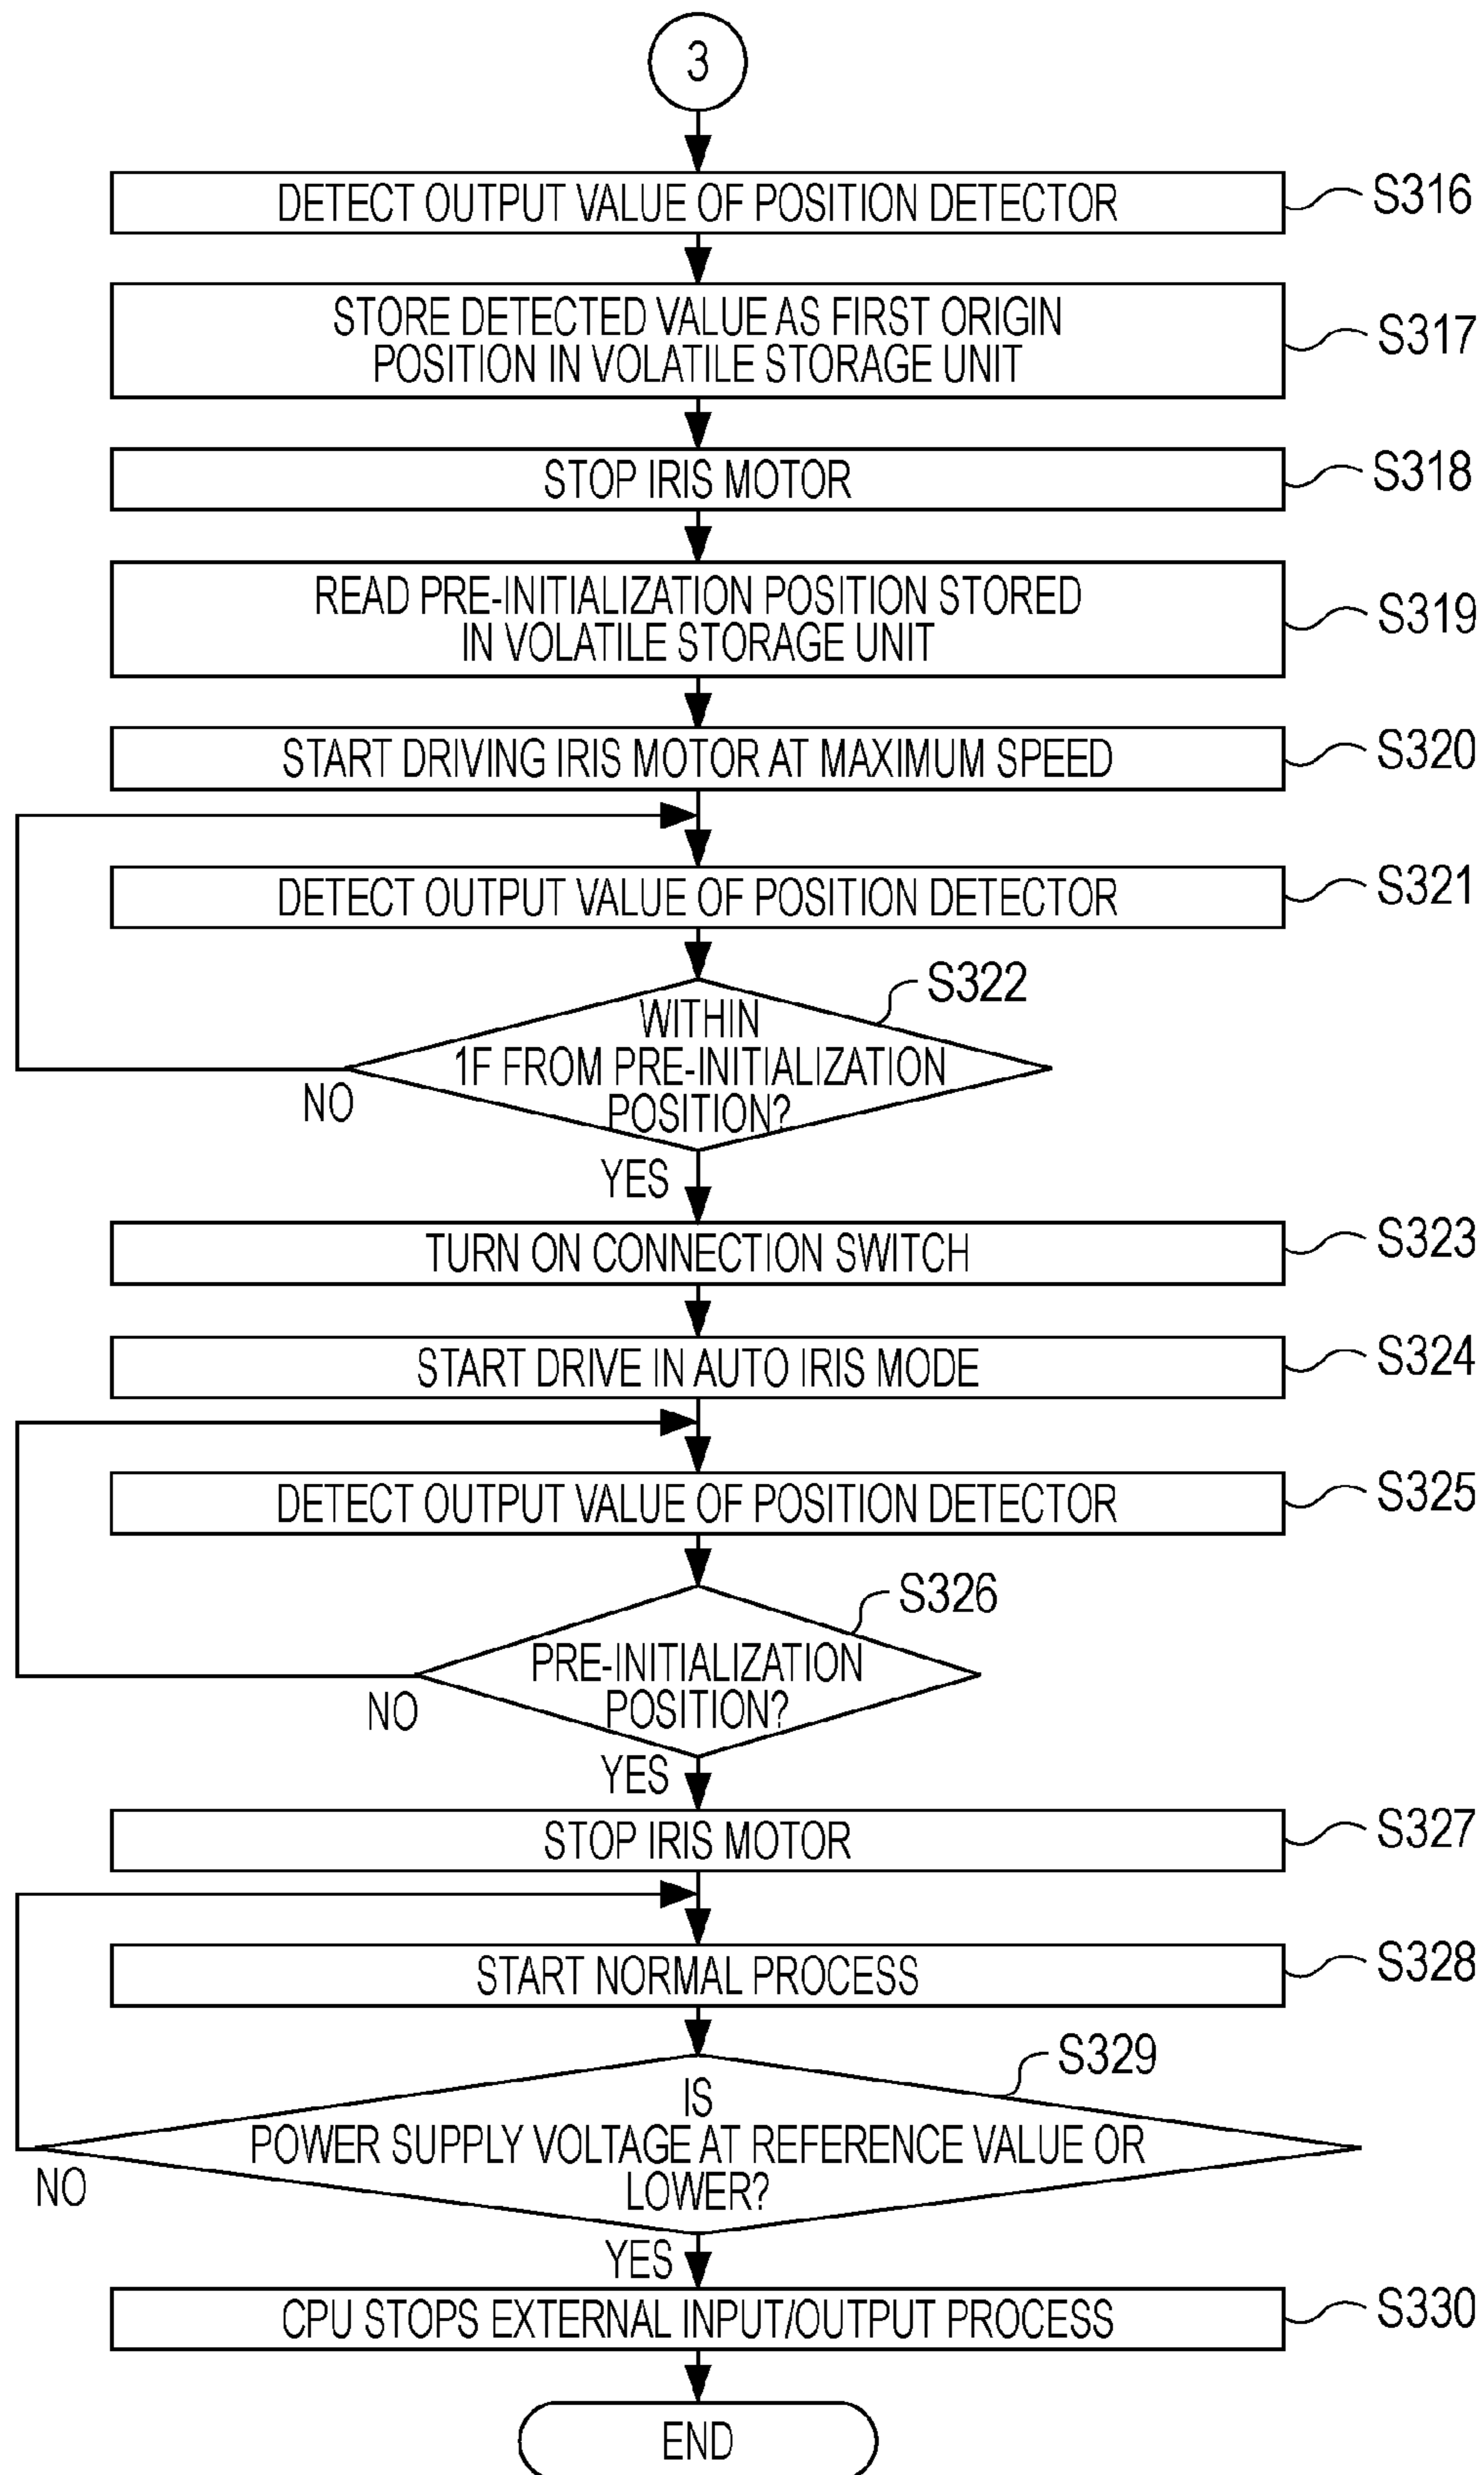 3
DETECT OUTPUT VALUE OF POSITION DETECTOR
S316
STORE DETECTED VALUE AS FIRST ORIGIN
POSITION IN VOLATILE STORAGE UNIT
S317
STOP IRIS MOTOR
S318
READ PRE-INITIALIZATION POSITION STORED
IN VOLATILE STORAGE UNIT
S319
START DRIVING IRIS MOTOR AT MAXIMUM SPEED
S320
DETECT OUTPUT VALUE OF POSITION DETECTOR
S321
S322
WITHIN
1F FROM PRE-INITIALIZATION
POSITION?
NO
YES
TURN ON CONNECTION SWITCH
S323
START DRIVE IN AUTO IRIS MODE
S324
DETECT OUTPUT VALUE OF POSITION DETECTOR
S325
S326
PRE-INITIALIZATION
POSITION?
NO
YES
STOP IRIS MOTOR
S327
START NORMAL PROCESS
S328
S329
IS
POWER SUPPLY VOLTAGE AT REFERENCE VALUE OR
LOWER?
NO
YES
CPU STOPS EXTERNAL INPUT/OUTPUT PROCESS
S330
END